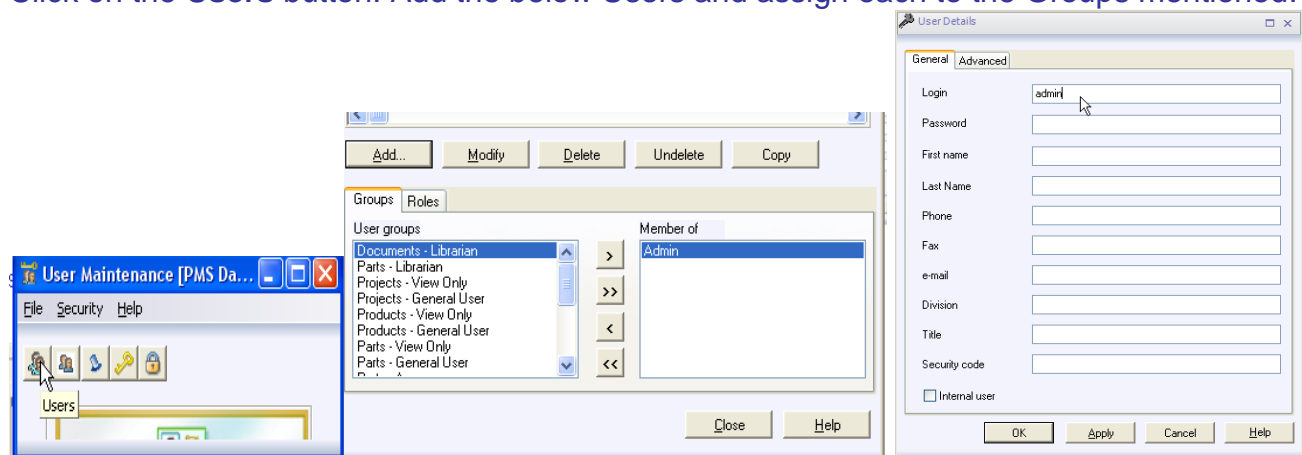 Click on the Users button. Add the below Users and assign each to the Groups mentioned.
User Maintenance [PMS Da...
File Security Help
Users
Add... Modify Delete Undelete Copy
Groups Roles
User groups Member of
Documents - Librarian
Parts - Librarian
Projects - View Only
Projects - General User
Products - View Only
Products - General User
Parts - View Only
Parts - General User
Admin
>
>>
<
<<
Close Help
User Details
General Advanced
Login admin
Password
First name
Last Name
Phone
Fax
e-mail
Division
Title
Security code
Internal user
OK Apply Cancel Help